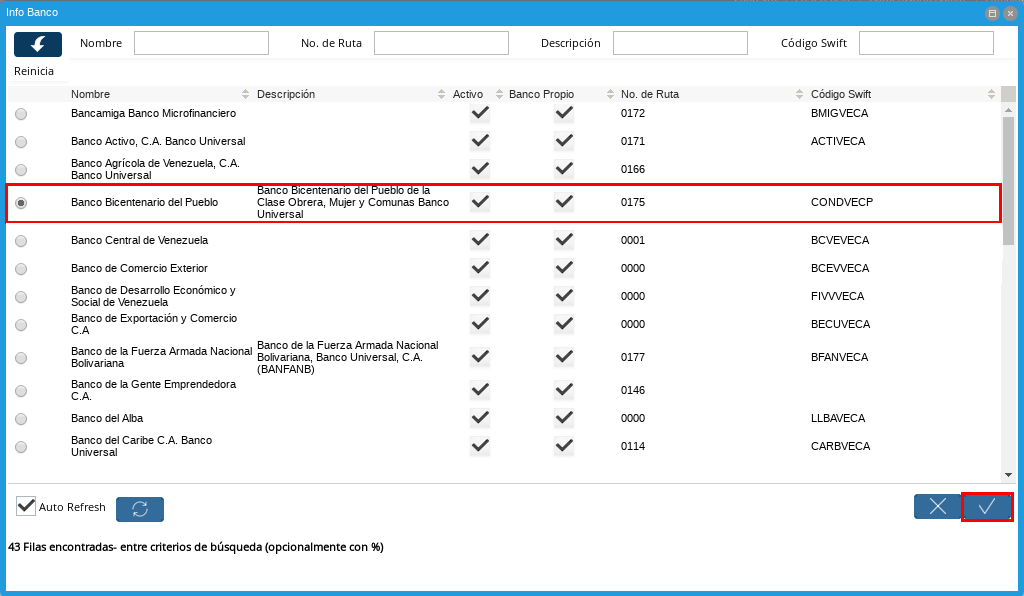 Info Banco
Nombre No. de Ruta Descripción Código Swift
Reinicia
Nombre Descripción Activo Banco Propio No. de Ruta Código Swift
Bancamiga Banco Microfinanciero 0172 BMIGVECA
Banco Activo, C.A. Banco Universal 0171 ACTIVECA
Banco Agrícola de Venezuela, C.A.
Banco Universal 0166
Banco Bicentenario del Pueblo de la
Banco Bicentenario del Pueblo Clase Obrera, Mujer y Comunas Banco 0175 CONDVECP
Universal
Banco Central de Venezuela 0001 BCVEVECA
Banco de Comercio Exterior 0000 BCEVVECA
Banco de Desarrollo Económico y
Social de Venezuela 0000 FIVVVECA
Banco de Exportación y Comercio
C.A 0000 BECUVECA
Banco de la Fuerza Armada Nacional
Banco de la Fuerza Armada Nacional Bolivariana, Banco Universal, C.A. 0177 BFANVECA
Bolivariana (BANFANB)
Banco de la Gente Emprendedora
C.A. 0146
Banco del Alba 0000 LLBAVECA
Banco del Caribe C.A. Banco
Universal 0114 CARBVECA
Auto Refresh
43 Filas encontradas- entre criterios de búsqueda (opcionalmente con %)